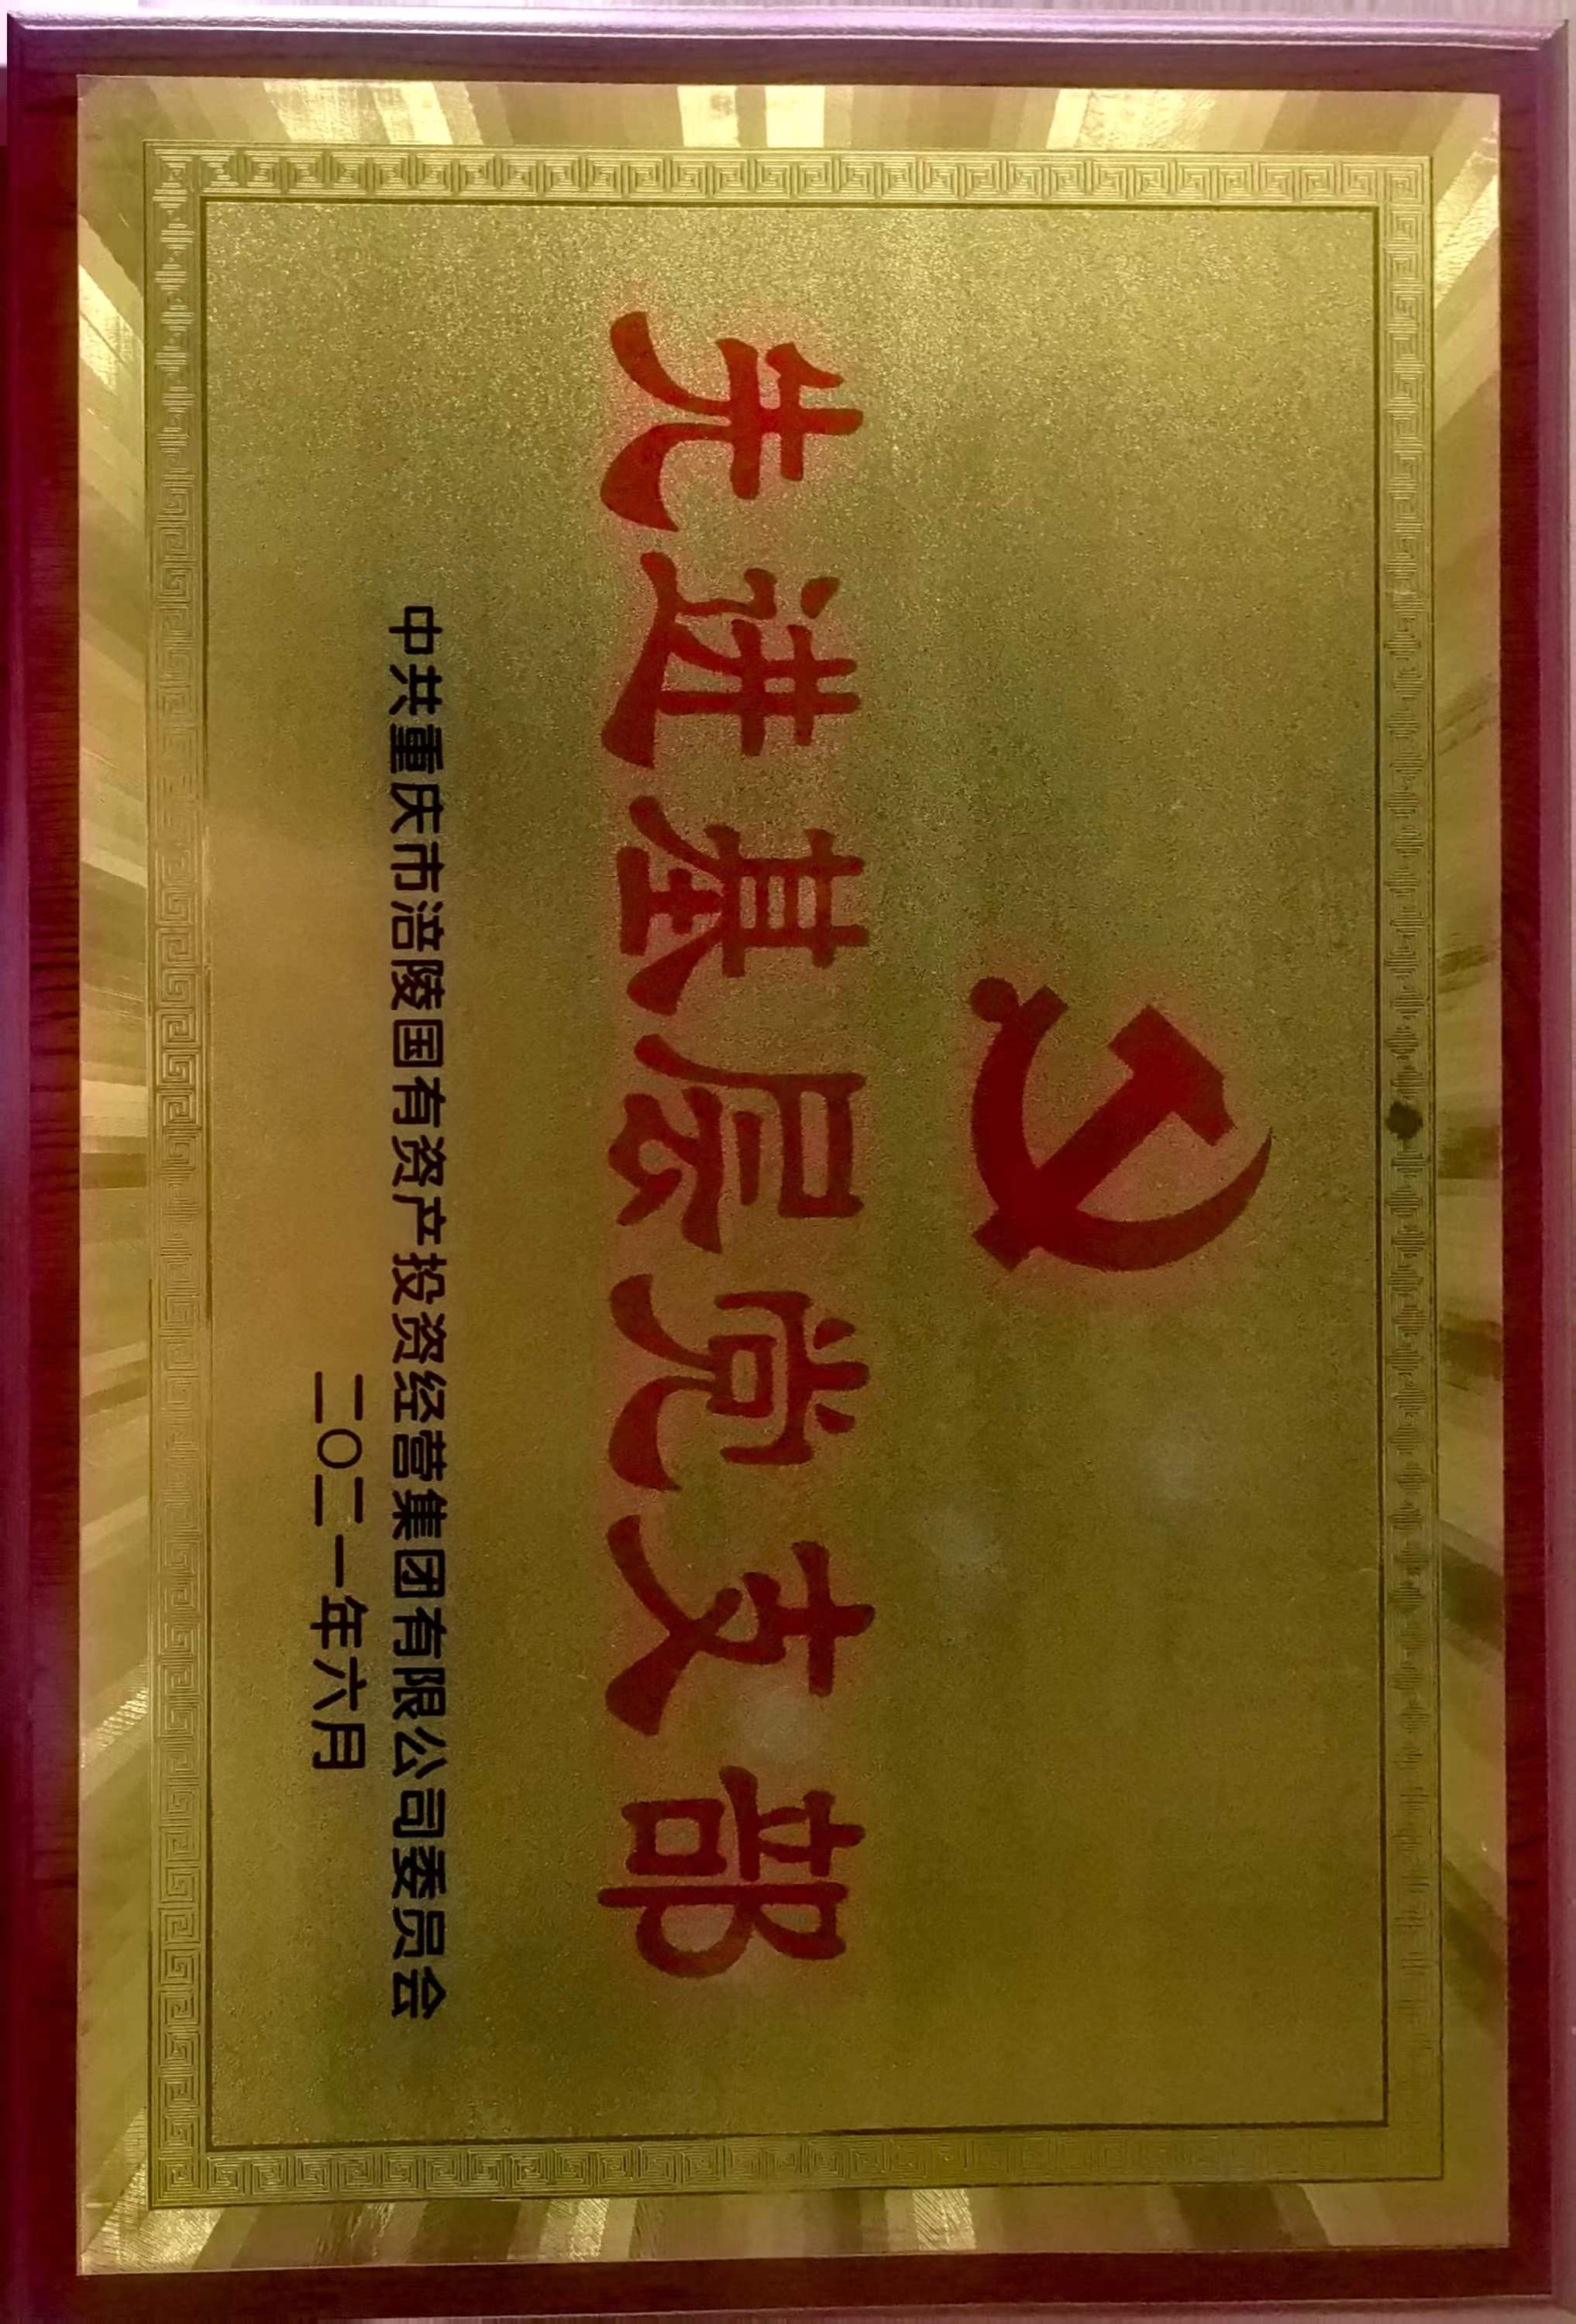 先进基层党支部
中共重庆市涪陵国有资产投资经营集团有限公司委员会
二〇二一年六月